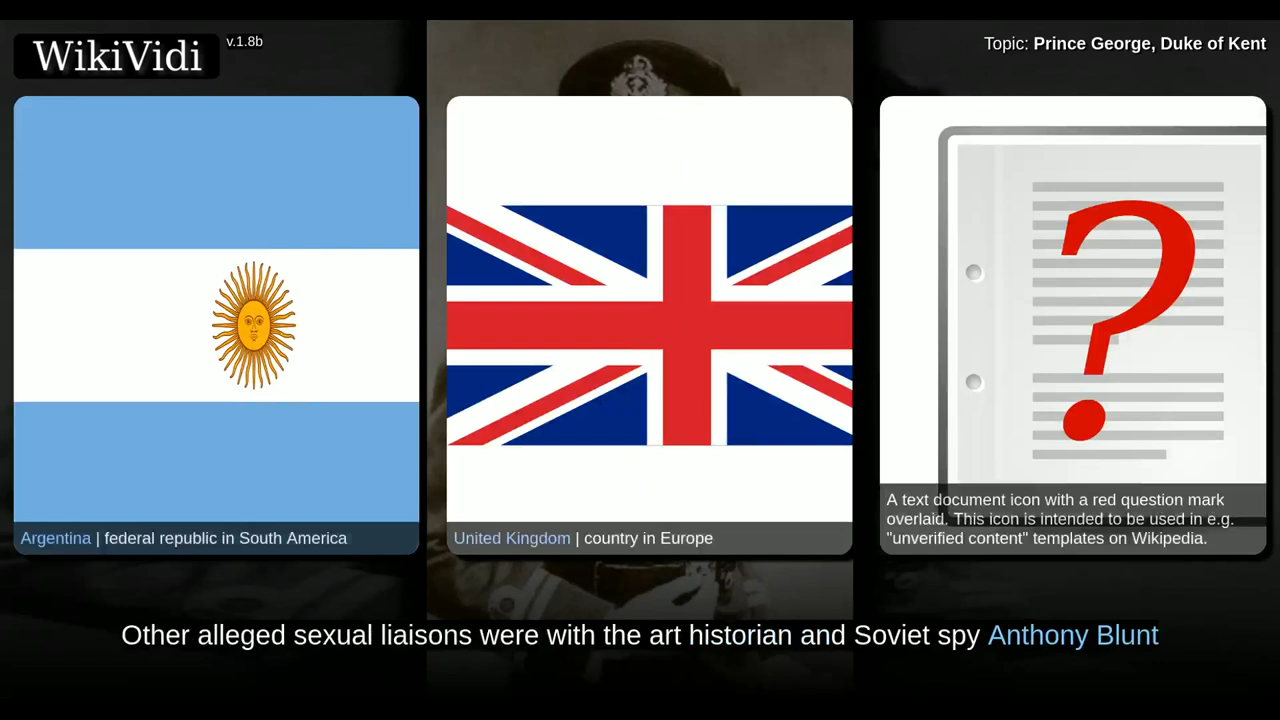 WikiVidi v.1.8b
Topic: Prince George, Duke of Kent
Argentina | federal republic in South America
United Kingdom | country in Europe
A text document icon with a red question mark
overlaid. This icon is intended to be used in e.g.
"unverified content" templates on Wikipedia.
Other alleged sexual liaisons were with the art historian and Soviet spy Anthony Blunt